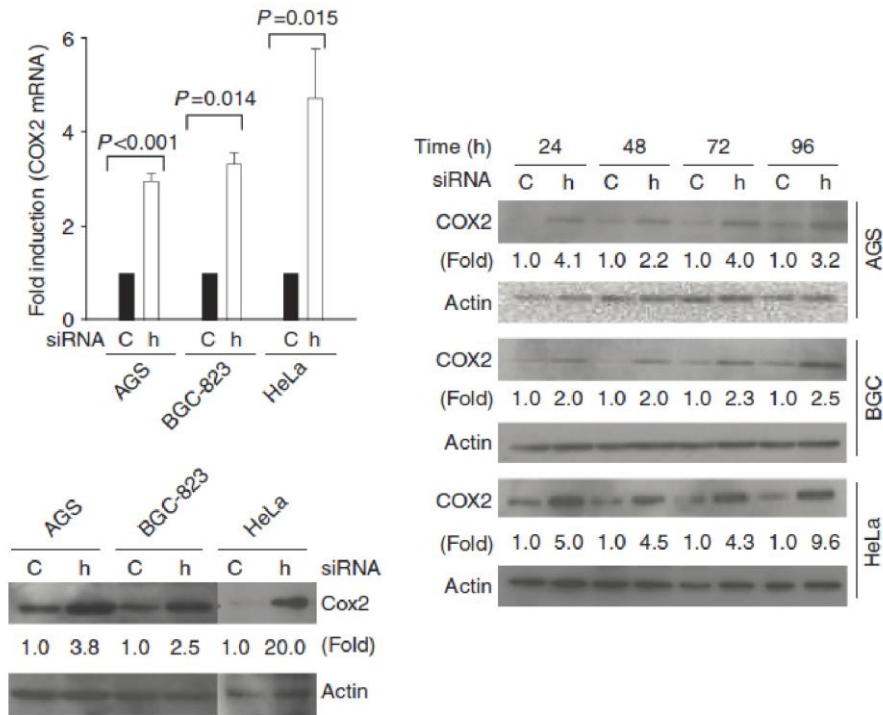 P=0.015
P=0.014
P<0.001
Fold induction (COX2 mRNA)
6
4
2
0
siRNA C h C h C h
AGS BGC-823 HeLa
AGS BGC-823 HeLa
C h C h C h siRNA
Cox2
1.0 3.8 1.0 2.5 1.0 20.0 (Fold)
Actin
Time (h) 24 48 72 96
siRNA C h C h C h C h
COX2
(Fold) 1.0 4.1 1.0 2.2 1.0 4.0 1.0 3.2
Actin
AGS
COX2
(Fold) 1.0 2.0 1.0 2.0 1.0 2.3 1.0 2.5
Actin
BGC
COX2
(Fold) 1.0 5.0 1.0 4.5 1.0 4.3 1.0 9.6
Actin
HeLa